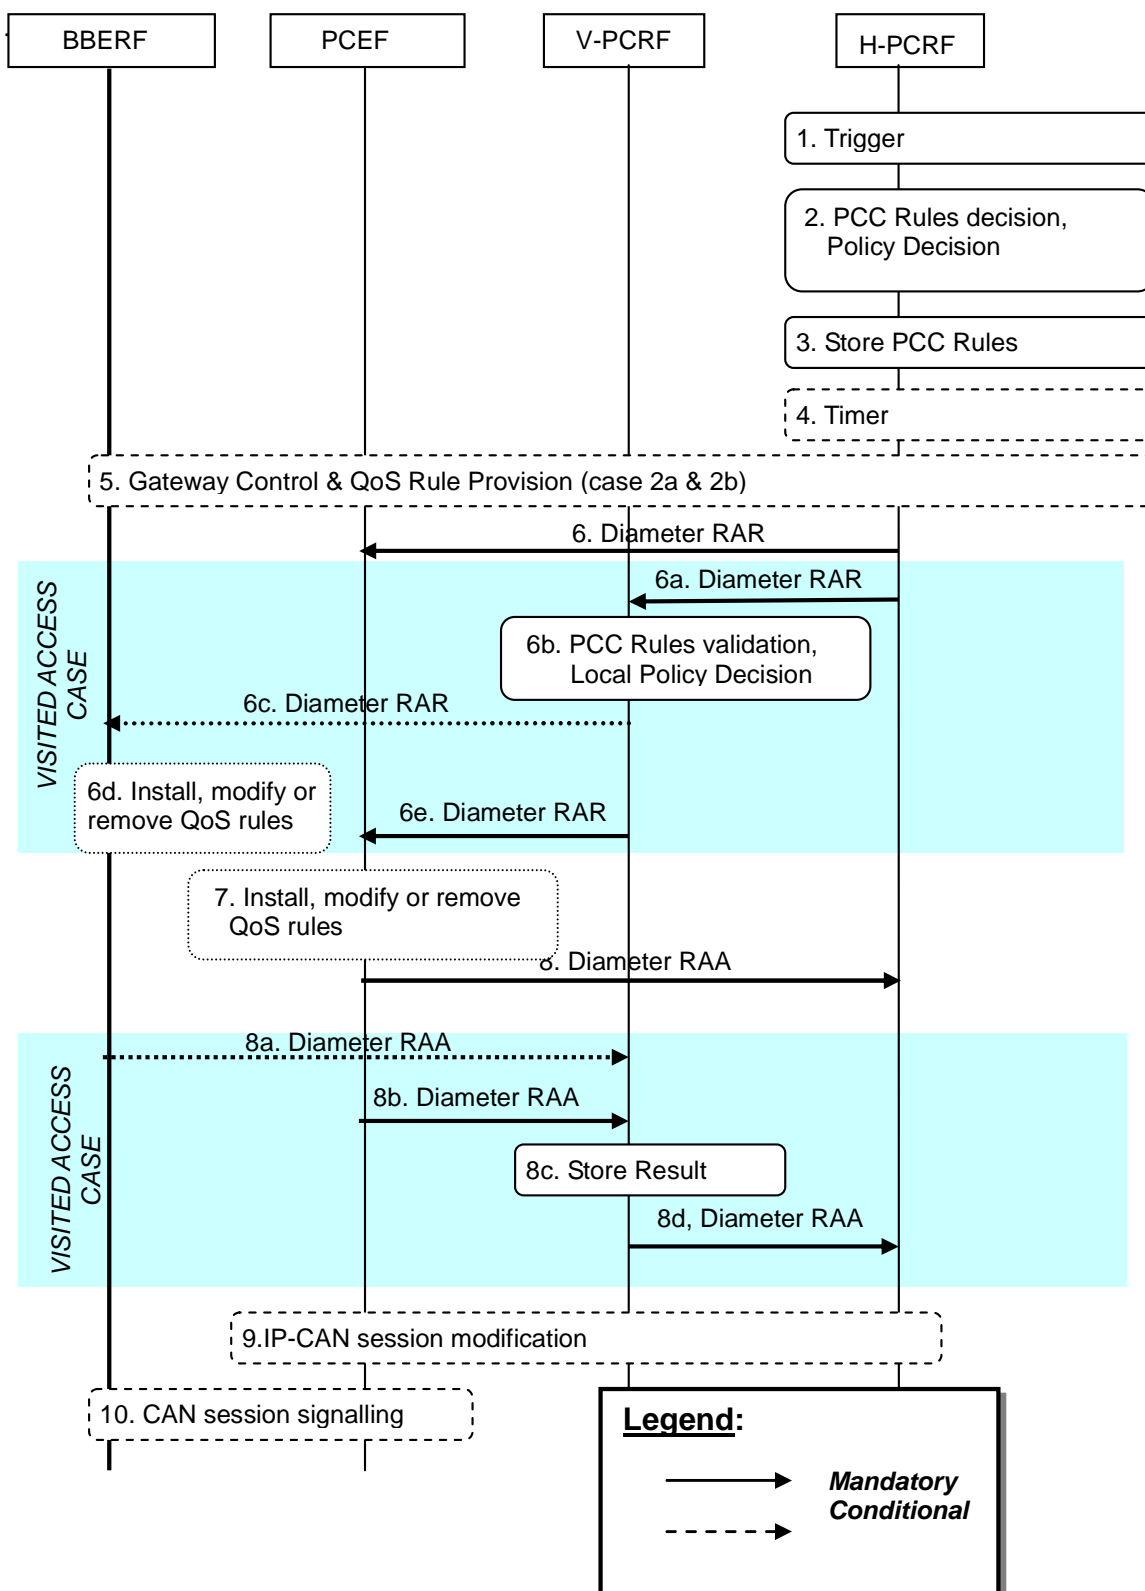 BBERF
PCEF
V-PCRF
H-PCRF
1. Trigger
2. PCC Rules decision,
Policy Decision
3. Store PCC Rules
4. Timer
5. Gateway Control & QoS Rule Provision (case 2a & 2b)
6. Diameter RAR
VISITED ACCESS
CASE
6a. Diameter RAR
6b. PCC Rules validation,
Local Policy Decision
6c. Diameter RAR
6d. Install, modify or
remove QoS rules
6e. Diameter RAR
7. Install, modify or remove
QoS rules
8. Diameter RAA
VISITED ACCESS
CASE
8a. Diameter RAA
8b. Diameter RAA
8c. Store Result
8d, Diameter RAA
9.IP-CAN session modification
10. CAN session signalling
Legend:
Mandatory
Conditional